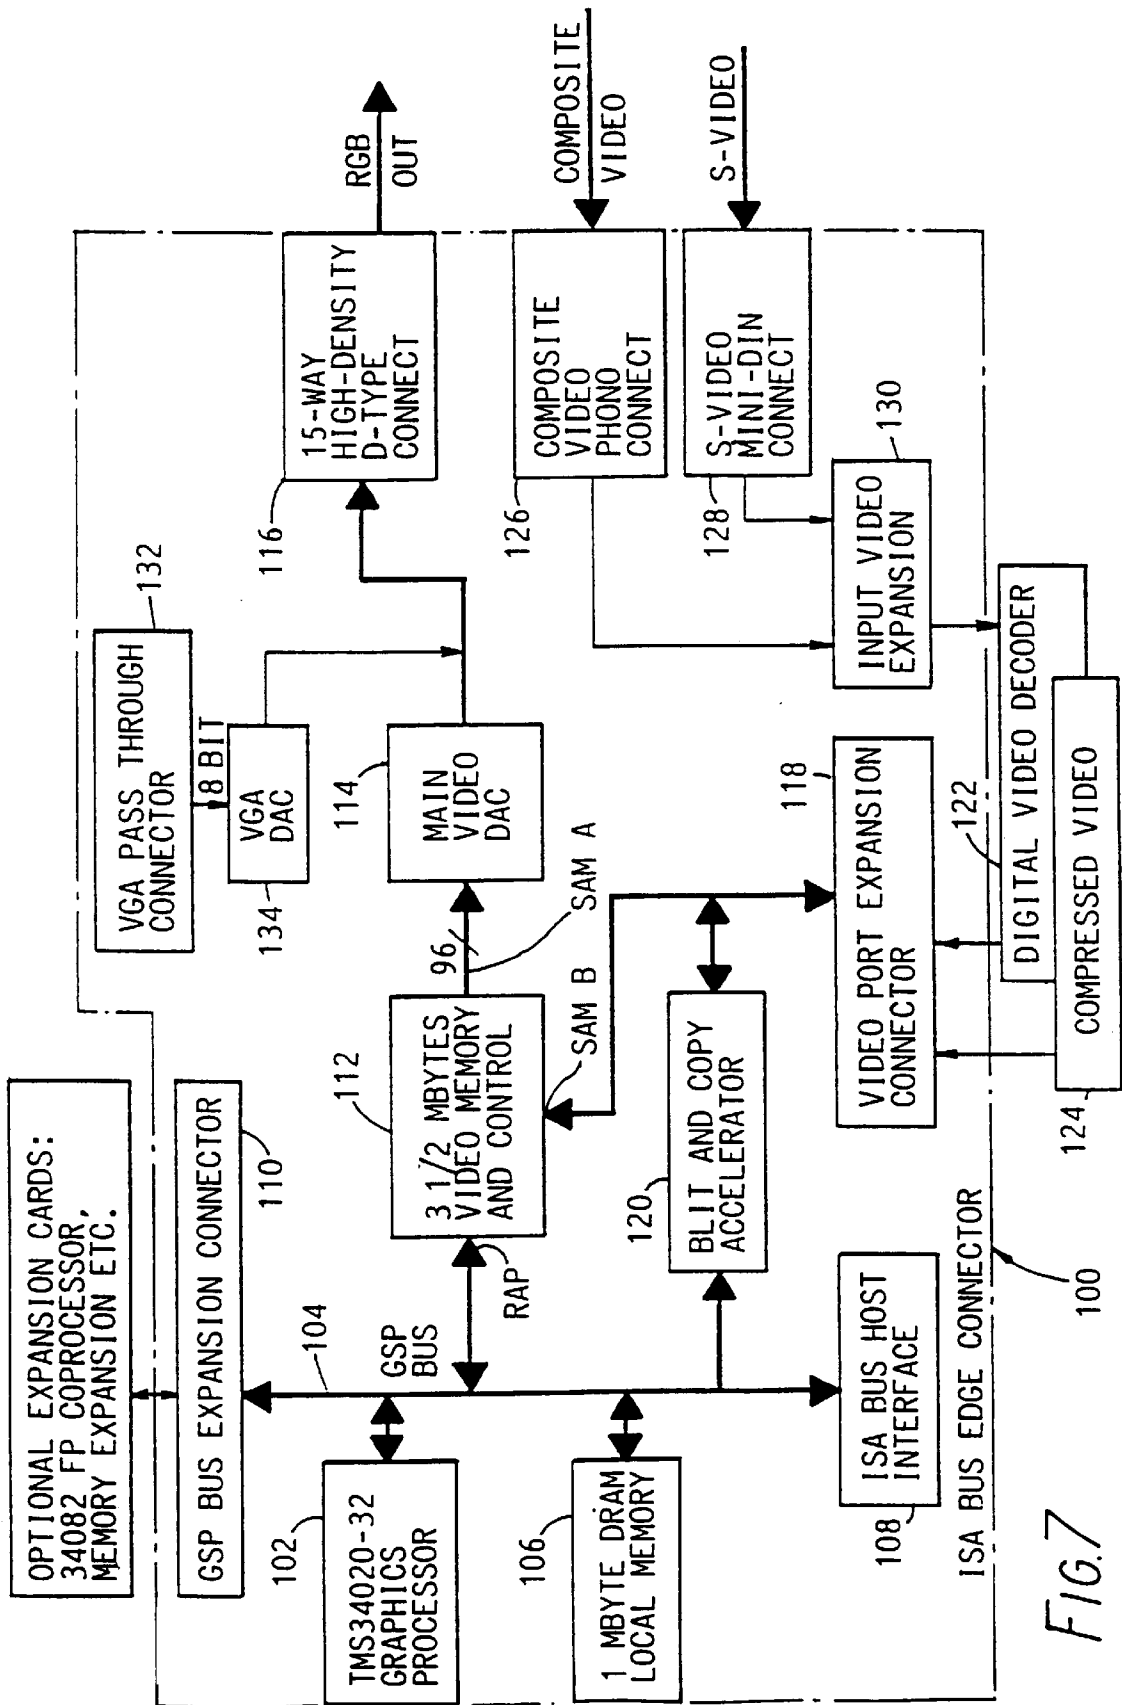 OPTIONAL EXPANSION CARDS:
34082 FP COPROCESSOR,
MEMORY EXPANSION ETC.
GSP BUS EXPANSION CONNECTOR
110
VGA PASS THROUGH
CONNECTOR
132
8 BIT
VGA
DAC
134
104
GSP
BUS
102
TMS34020-32
GRAPHICS
PROCESSOR
RAP
112
3 1/2 MBYTES
VIDEO MEMORY
AND CONTROL
96
SAM A
SAM B
114
MAIN
VIDEO
DAC
116
15-WAY
HIGH-DENSITY
D-TYPE
CONNECT
RGB
OUT
106
1 MBYTE DRAM
LOCAL MEMORY
120
BLIT AND COPY
ACCELERATOR
126
COMPOSITE
VIDEO
PHONO
CONNECT
COMPOSITE
VIDEO
128
S-VIDEO
MINI-DIN
CONNECT
S-VIDEO
108
ISA BUS HOST
INTERFACE
118
VIDEO PORT EXPANSION
CONNECTOR
130
INPUT VIDEO
EXPANSION
ISA BUS EDGE CONNECTOR
100
122
DIGITAL VIDEO DECODER
124
COMPRESSED VIDEO
FIG.7